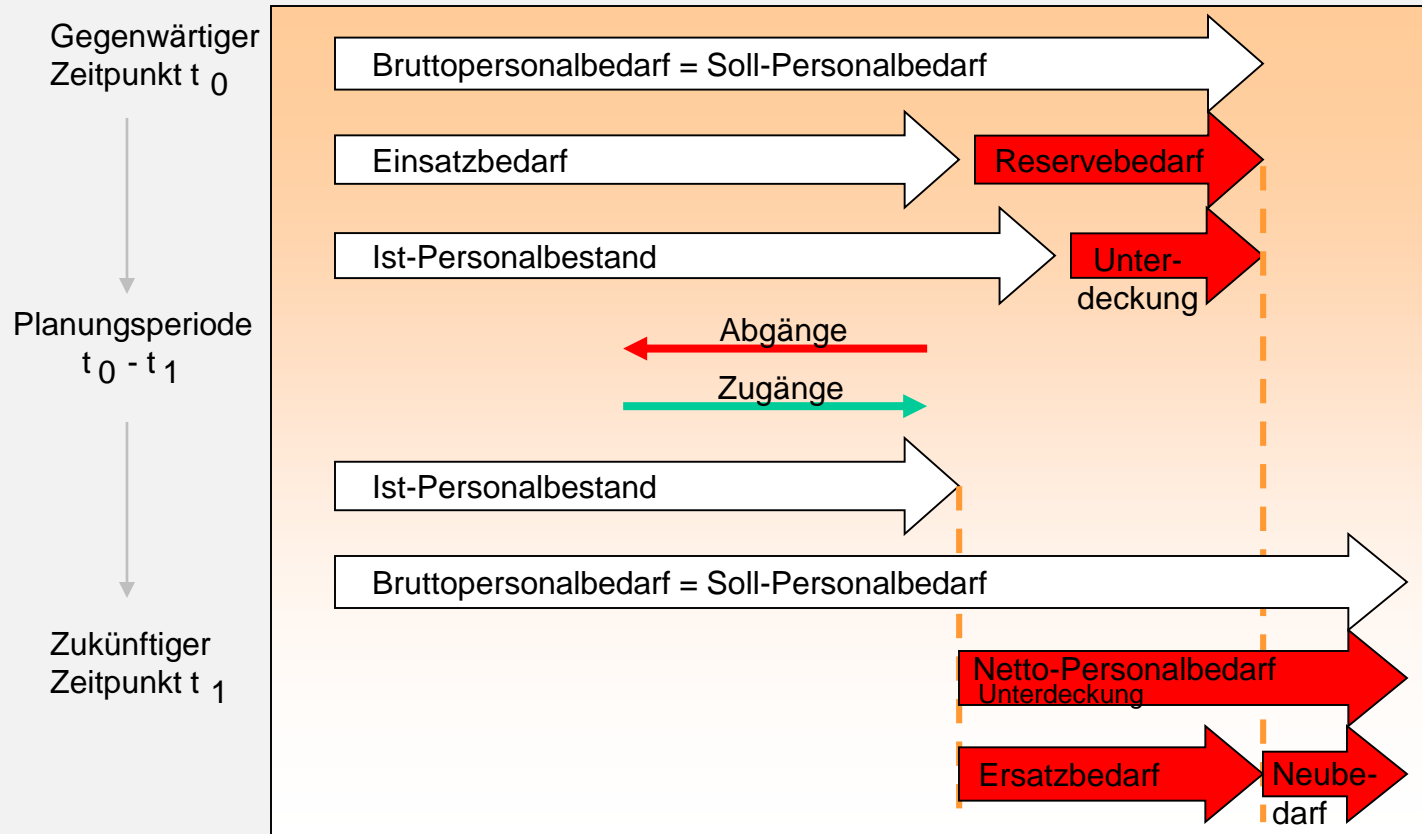 Gegenwärtiger
Zeitpunkt t 0
Bruttopersonalbedarf = Soll-Personalbedarf
Einsatzbedarf
Reservebedarf
Ist-Personalbestand
Unter-
deckung
Planungsperiode
t 0 - t 1
Abgänge
Zugänge
Ist-Personalbestand
Bruttopersonalbedarf = Soll-Personalbedarf
Zukünftiger
Zeitpunkt t 1
Netto-Personalbedarf
Unterdeckung
Ersatzbedarf
Neube-
darf